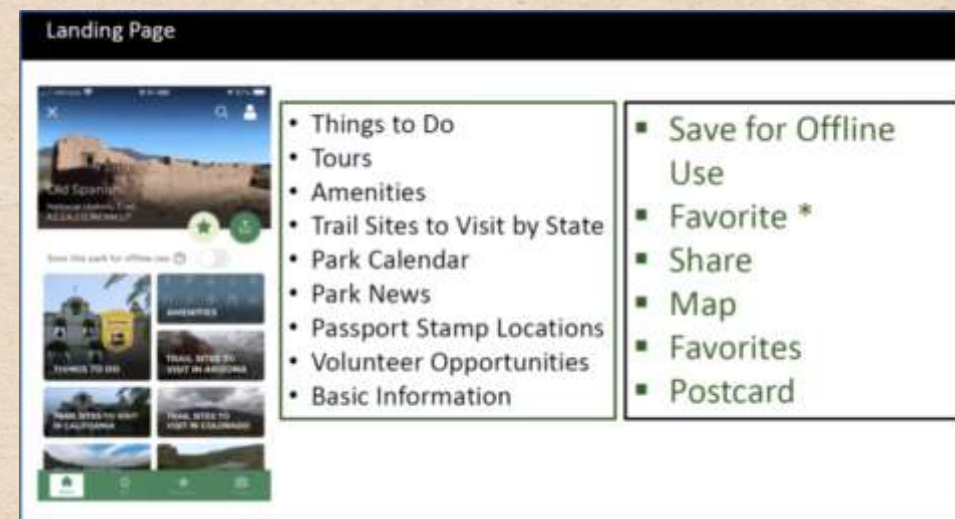 Landing Page
Old Spanish
National Historic Trail
Save this park for offline use
AMENITIES
THINGS TO DO
TRAIL SITES TO
VISIT IN ARIZONA
TRAIL SITES TO VISIT
IN CALIFORNIA
TRAIL SITES TO
VISIT IN COLORADO
• Things to Do
• Tours
• Amenities
• Trail Sites to Visit by State
• Park Calendar
• Park News
• Passport Stamp Locations
• Volunteer Opportunities
• Basic Information
▪ Save for Offline
Use
▪ Favorite *
▪ Share
▪ Map
▪ Favorites
▪ Postcard